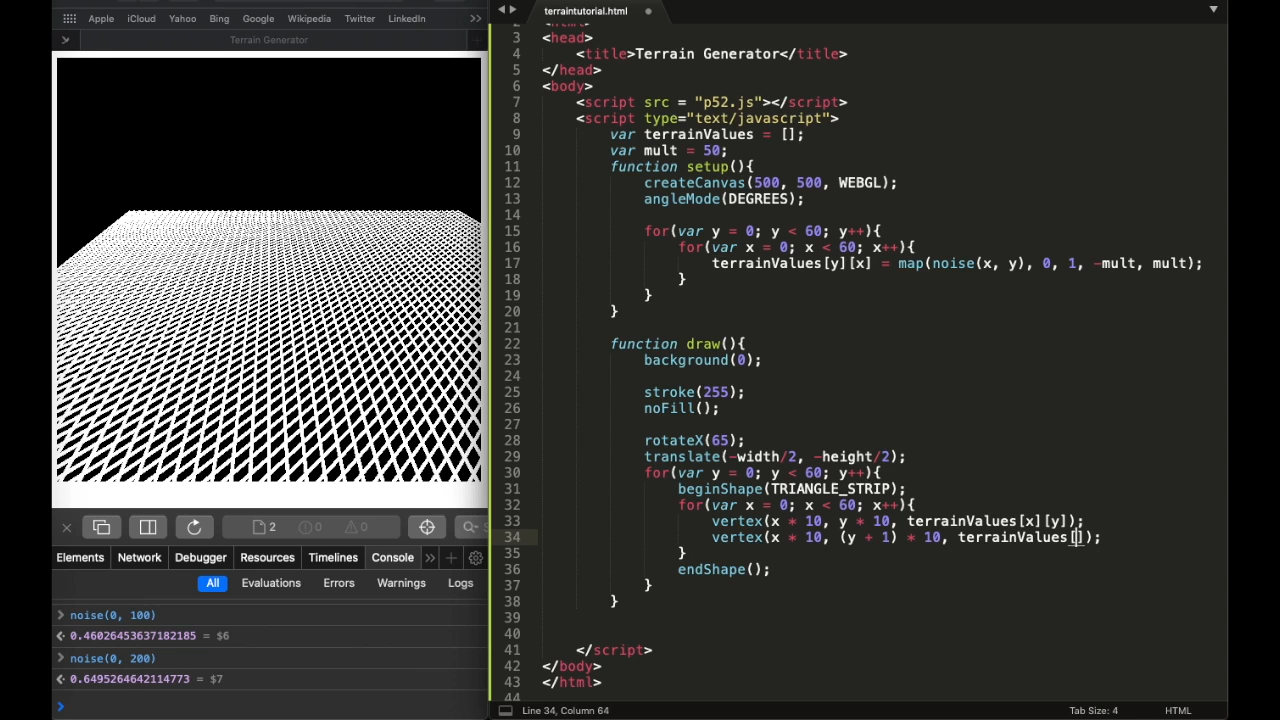 Apple iCloud Yahoo Bing Google Wikipedia Twitter LinkedIn >>
Terrain Generator
2 0 0
Elements Network Debugger Resources Timelines Console >>
All Evaluations Errors Warnings Logs
> noise(0, 100)
0.46026453637182185 = $6
> noise(0, 200)
0.6495264642114773 = $7
>
terraintutorial.html
2 <html>
3 <head>
4 <title>Terrain Generator</title>
5 </head>
6 <body>
7 <script src = "p52.js"></script>
8 <script type="text/javascript">
9 var terrainValues = [];
10 var mult = 50;
11 function setup(){
12 createCanvas(500, 500, WEBGL);
13 angleMode(DEGREES);
14
15 for(var y = 0; y < 60; y++){
16 for(var x = 0; x < 60; x++){
17 terrainValues[y][x] = map(noise(x, y), 0, 1, -mult, mult);
18 }
19 }
20 }
21
22 function draw(){
23 background(0);
24
25 stroke(255);
26 noFill();
27
28 rotateX(65);
29 translate(-width/2, -height/2);
30 for(var y = 0; y < 60; y++){
31 beginShape(TRIANGLE_STRIP);
32 for(var x = 0; x < 60; x++){
33 vertex(x * 10, y * 10, terrainValues[x][y]);
34 vertex(x * 10, (y + 1) * 10, terrainValues[]);
35 }
36 endShape();
37 }
38 }
39
40
41 </script>
42 </body>
43 </html>
44
Line 34, Column 64 Tab Size: 4 HTML